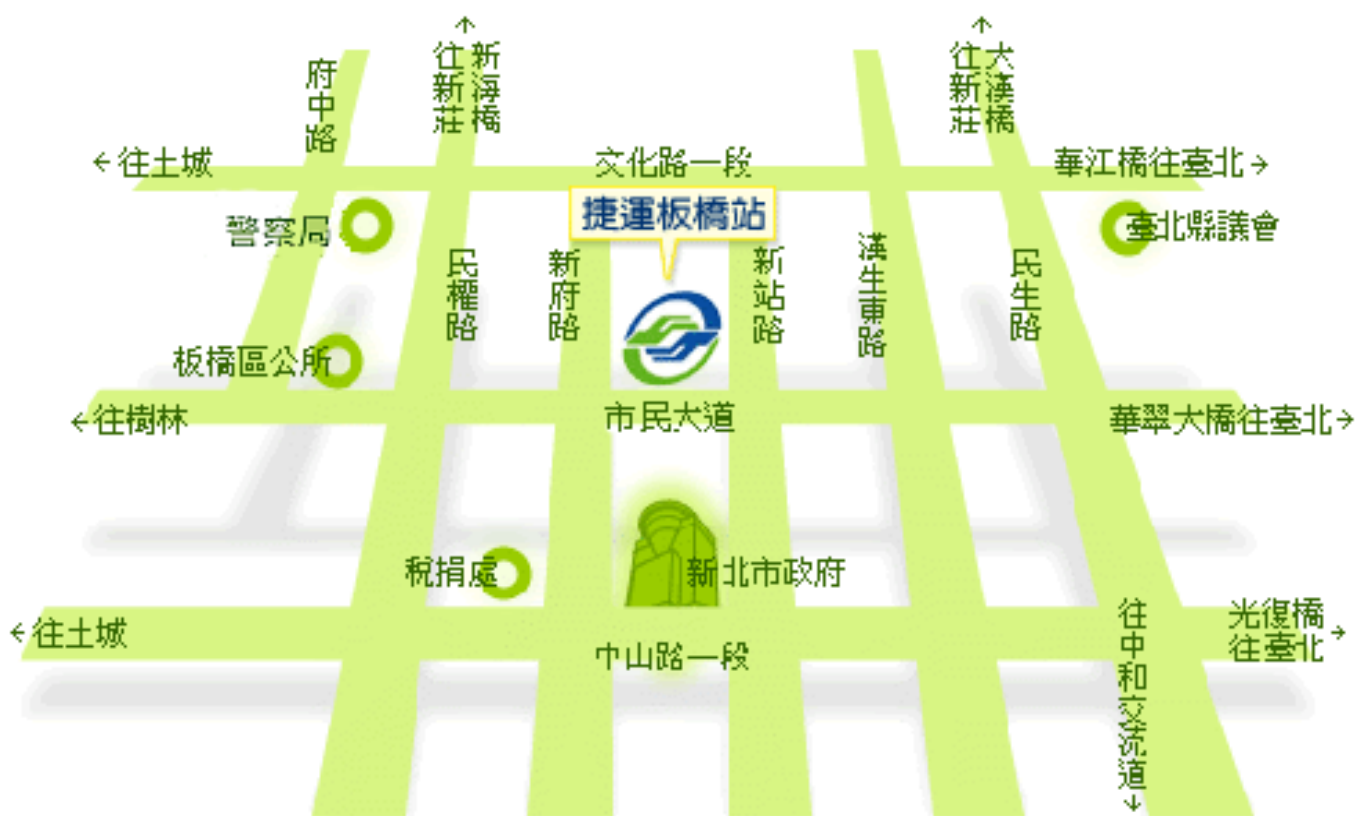 往新莊
新海橋
往新莊
大漢橋
府中路
←往土城
文化路一段
華江橋往臺北→
警察局
捷運板橋站
臺北縣議會
民權路
新府路
新站路
漢生東路
民生路
板橋區公所
←往樹林
市民大道
華翠大橋往臺北→
稅捐處
新北市政府
←往土城
中山路一段
往中和交流道
光復橋
往臺北→